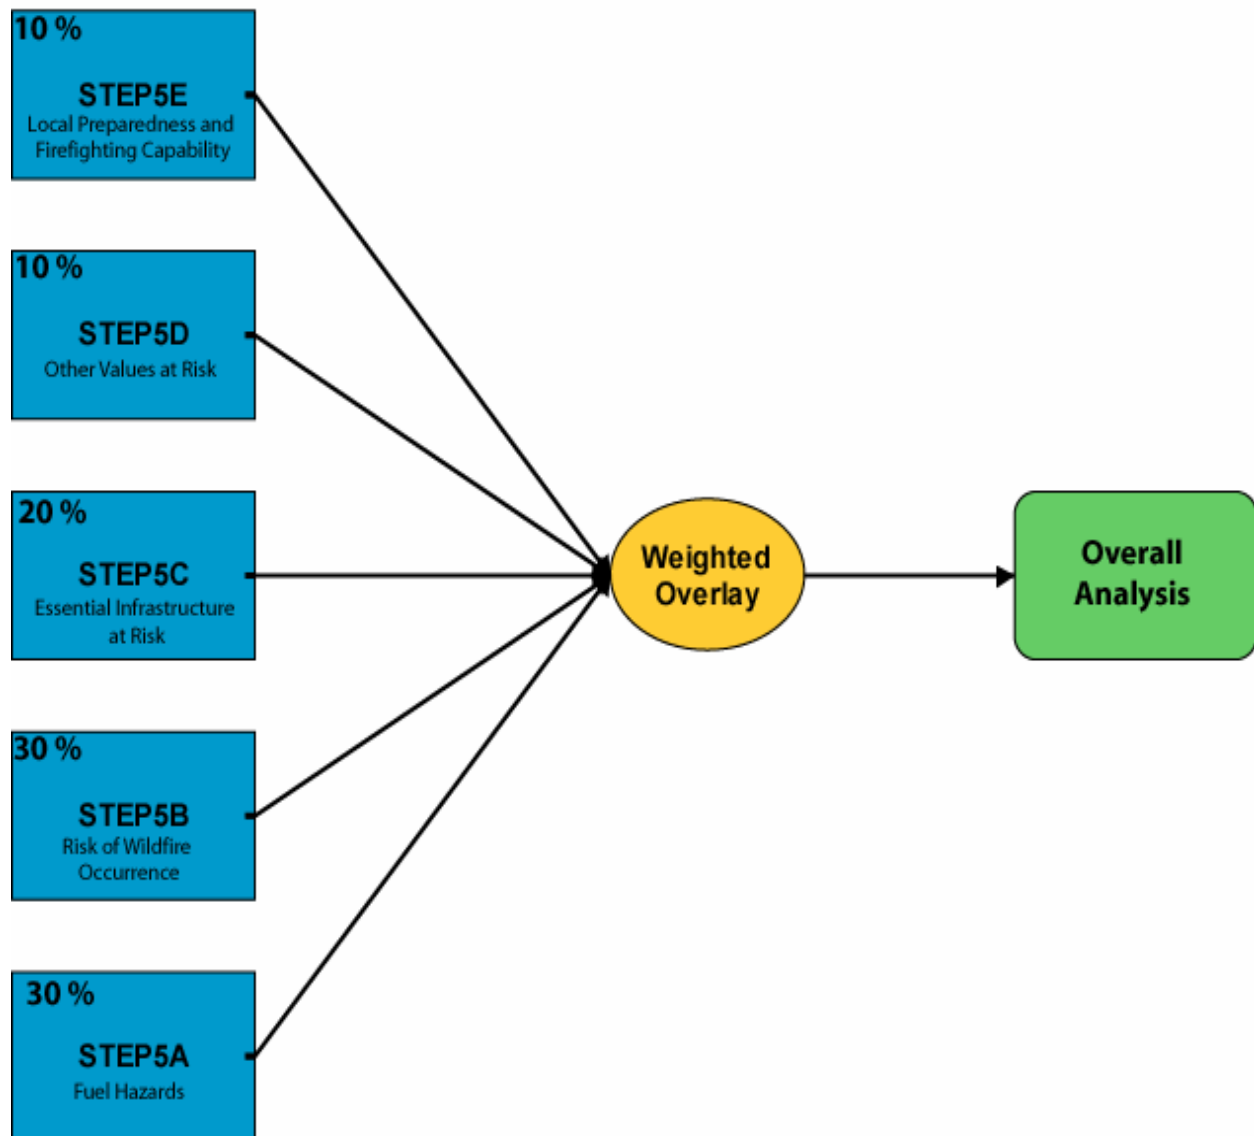 10 %
STEP5E
Local Preparedness and
Firefighting Capability
10 %
STEP5D
Other Values at Risk
20 %
STEP5C
Essential Infrastructure
at Risk
30 %
STEP5B
Risk of Wildfire
Occurrence
30 %
STEP5A
Fuel Hazards
Weighted
Overlay
Overall
Analysis